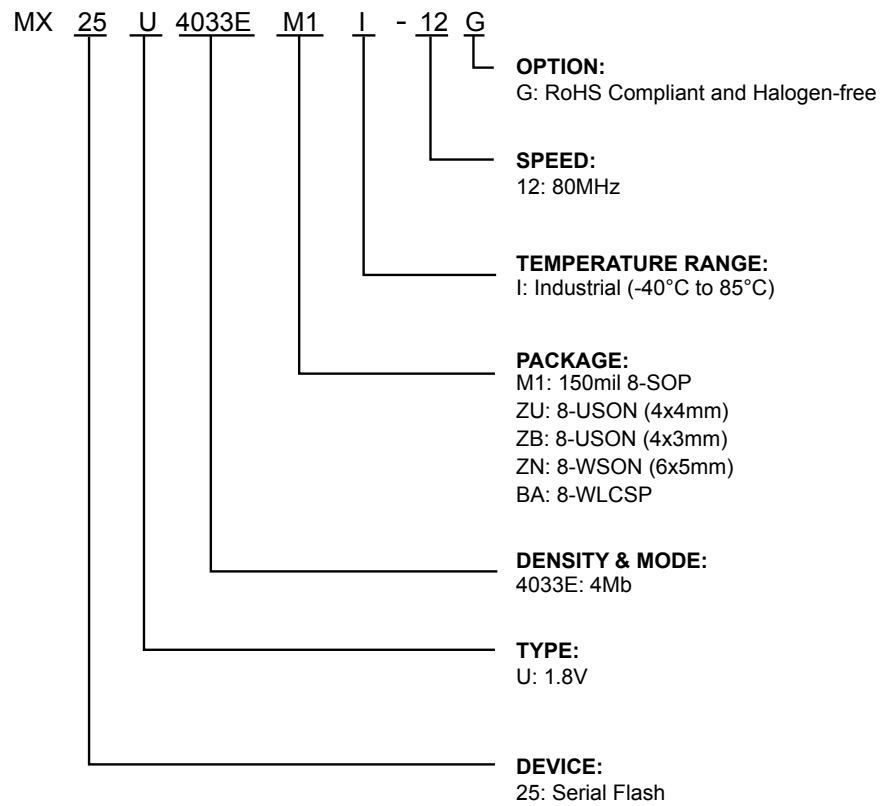 MX 25 U 4033E M1 I - 12 G
OPTION:
G: RoHS Compliant and Halogen-free
SPEED:
12: 80MHz
TEMPERATURE RANGE:
I: Industrial (-40°C to 85°C)
PACKAGE:
M1: 150mil 8-SOP
ZU: 8-USON (4x4mm)
ZB: 8-USON (4x3mm)
ZN: 8-WSON (6x5mm)
BA: 8-WLCSP
DENSITY & MODE:
4033E: 4Mb
TYPE:
U: 1.8V
DEVICE:
25: Serial Flash